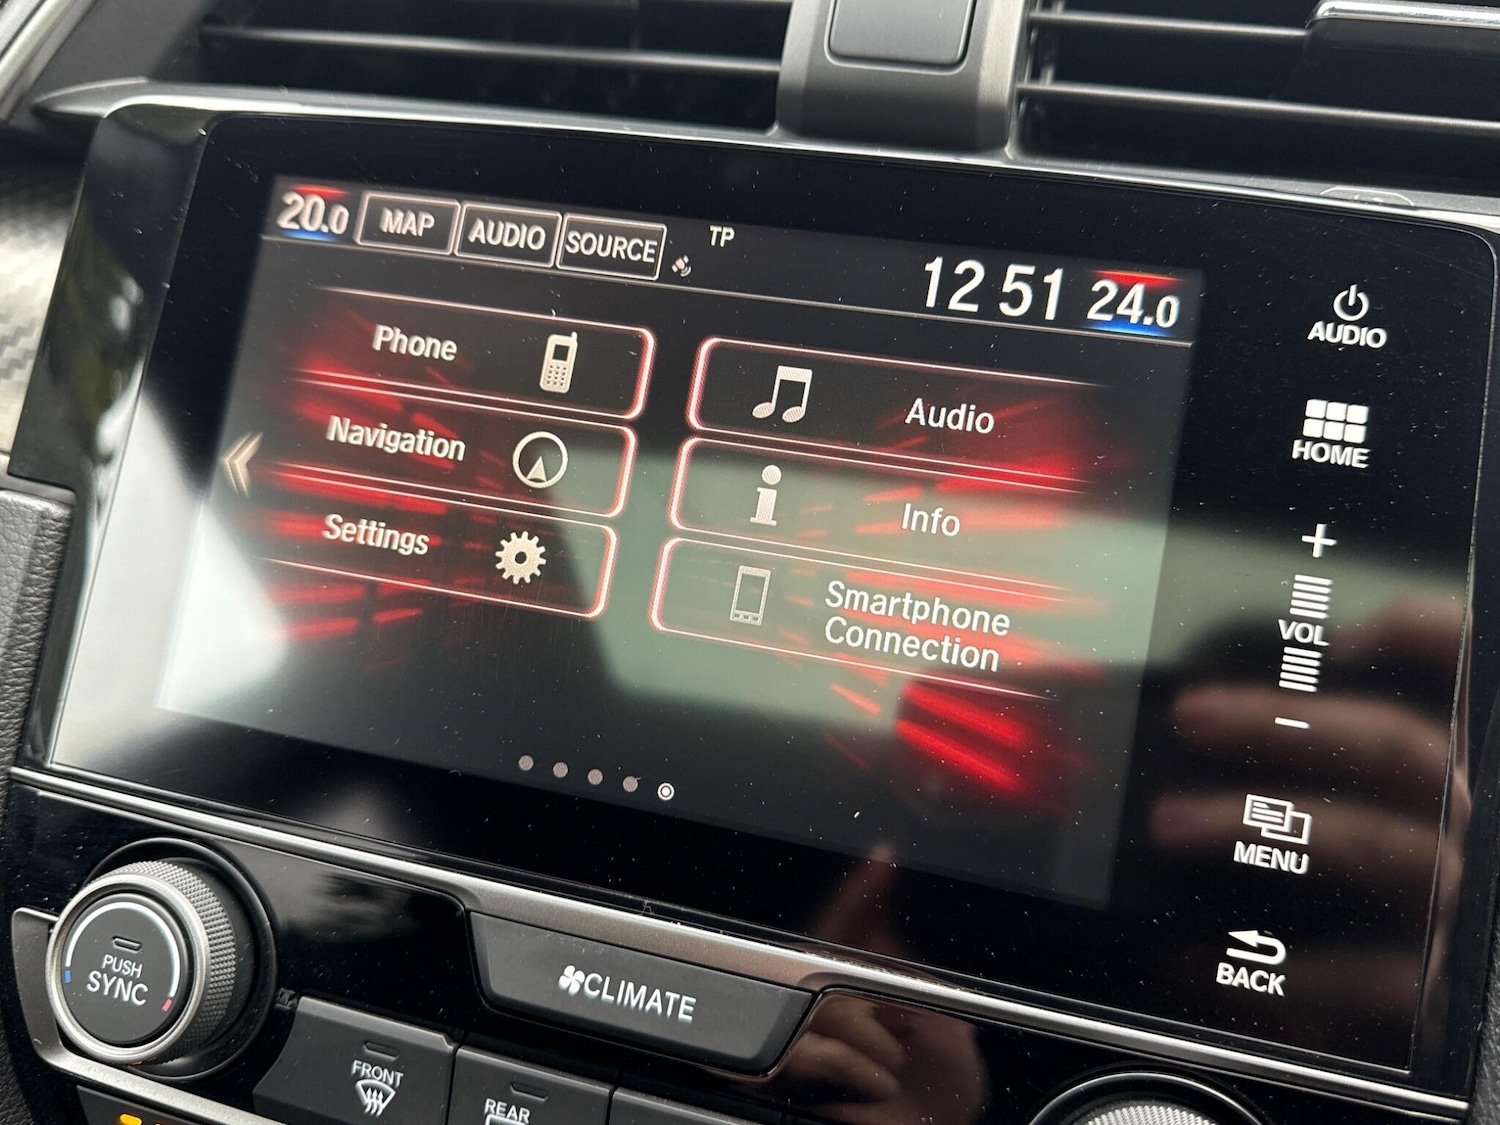 20.0 MAP AUDIO SOURCE TP 12 51 24.0
Phone
Navigation
Settings
Audio
Info
Smartphone
Connection
AUDIO
HOME
+
VOL
−
MENU
BACK
PUSH
SYNC
CLIMATE
FRONT
REAR